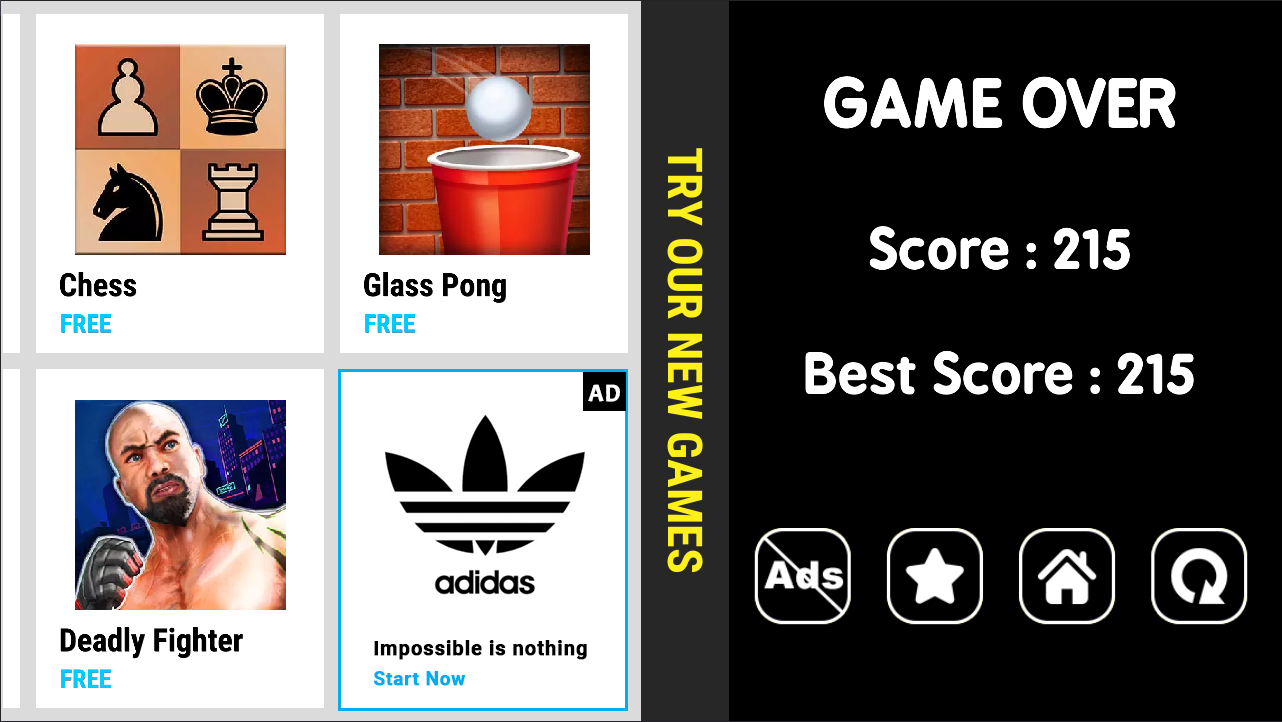 Chess
FREE
Glass Pong
FREE
Deadly Fighter
FREE
AD
adidas
Impossible is nothing
Start Now
TRY OUR NEW GAMES
GAME OVER
Score : 215
Best Score : 215
Ads